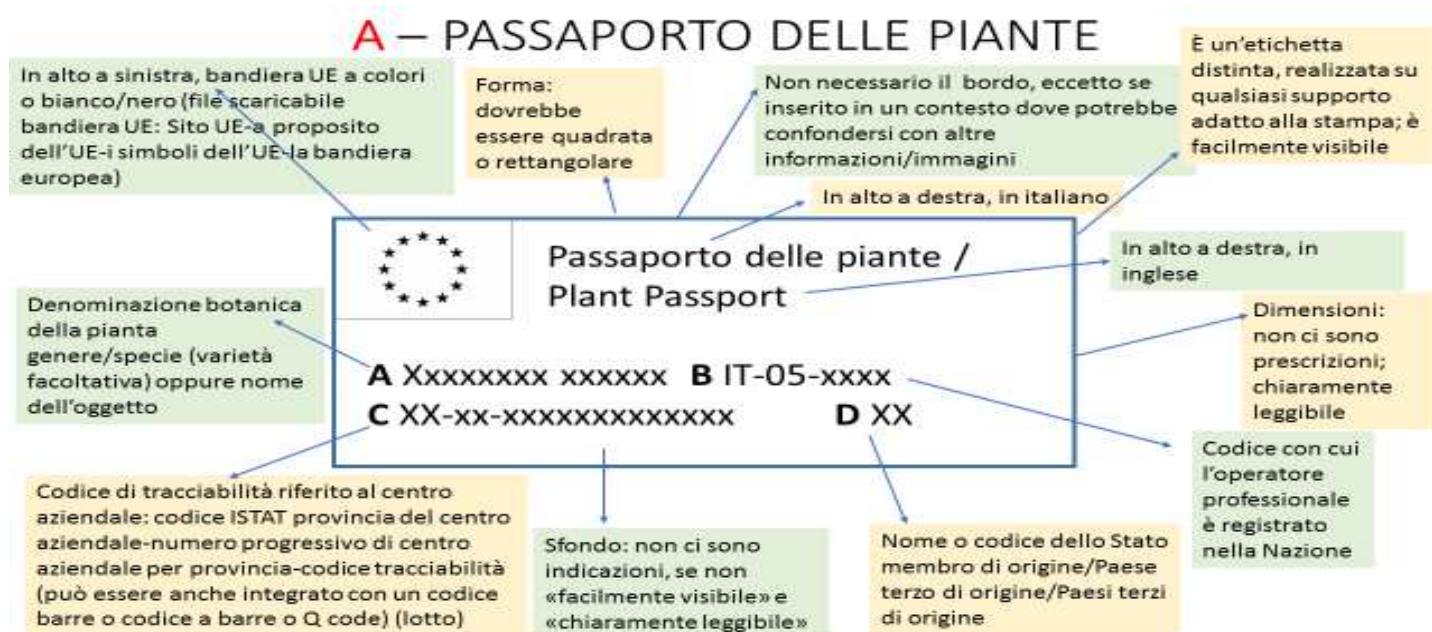 A – PASSAPORTO DELLE PIANTE
In alto a sinistra, bandiera UE a colori
o bianco/nero (file scaricabile
bandiera UE: Sito UE-a proposito
dell'UE-i simboli dell'UE-la bandiera
europea)
Forma:
dovrebbe
essere quadrata
o rettangolare
Non necessario il bordo, eccetto se
inserito in un contesto dove potrebbe
confondersi con altre
informazioni/immagini
È un'etichetta
distinta, realizzata su
qualsiasi supporto
adatto alla stampa; è
facilmente visibile
In alto a destra, in italiano
Passaporto delle piante /
Plant Passport
In alto a destra, in
inglese
Denominazione botanica
della pianta
genere/specie (varietà
facoltativa) oppure nome
dell'oggetto
Dimensioni:
non ci sono
prescrizioni;
chiaramente
leggibile
A Xxxxxxxx xxxxxx B IT-05-xxxx
C XX-xx-xxxxxxxxxxxxx D XX
Codice con cui
l'operatore
professionale
è registrato
nella Nazione
Codice di tracciabilità riferito al centro
aziendale: codice ISTAT provincia del centro
aziendale-numero progressivo di centro
aziendale per provincia-codice tracciabilità
(può essere anche integrato con un codice
barre o codice a barre o Q code) (lotto)
Sfondo: non ci sono
indicazioni, se non
«facilmente visibile» e
«chiaramente leggibile»
Nome o codice dello Stato
membro di origine/Paese
terzo di origine/Paesi terzi
di origine